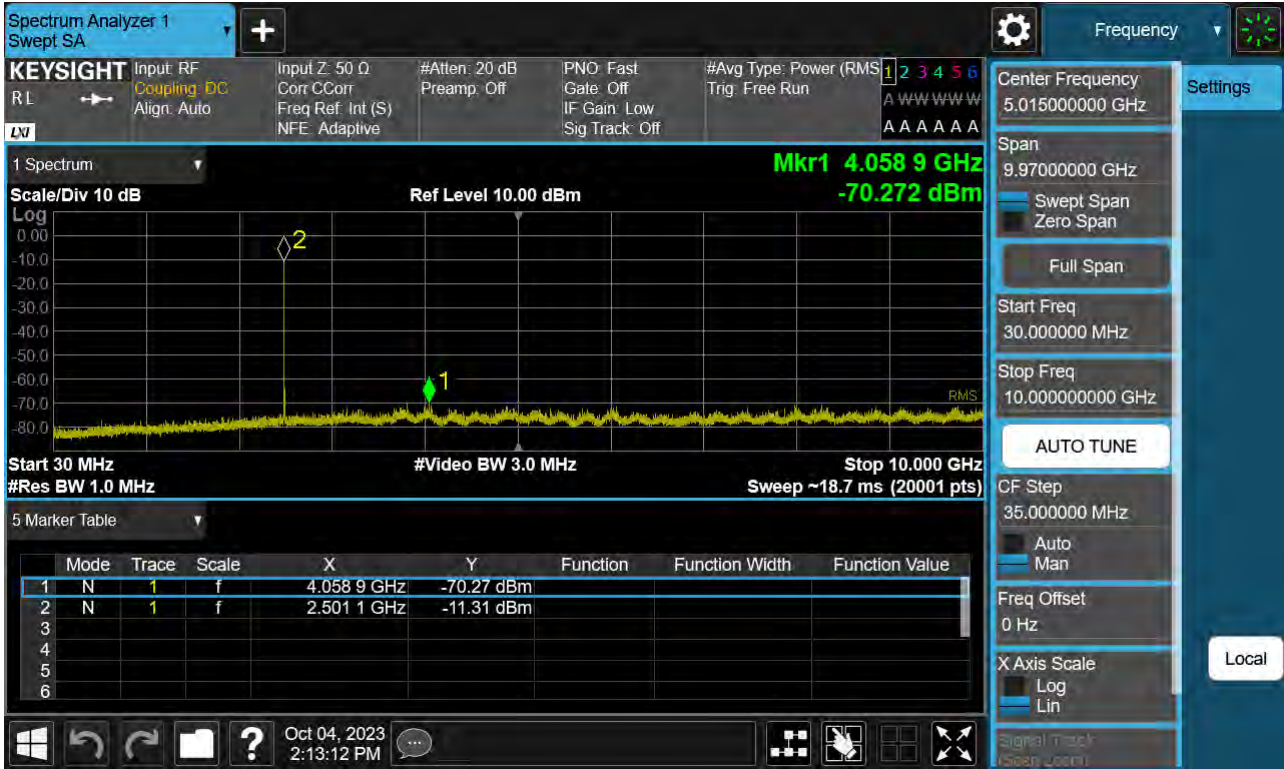 Spectrum Analyzer 1
Swept SA
Frequency
KEYSIGHT
RL
LXI
Input: RF
Coupling: DC
Align: Auto
Input Z: 50 Ω
Corr CCorr
Freq Ref: Int (S)
NFE: Adaptive
#Atten: 20 dB
Preamp: Off
PNO: Fast
Gate: Off
IF Gain: Low
Sig Track: Off
#Avg Type: Power (RMS
Trig: Free Run
1 2 3 4 5 6
A W W W W W
A A A A A A
1 Spectrum
Mkr1 4.058 9 GHz
Scale/Div 10 dB
Ref Level 10.00 dBm
-70.272 dBm
Log
0.00
-10.0
-20.0
-30.0
-40.0
-50.0
-60.0
-70.0
-80.0
2
1
RMS
Start 30 MHz
#Video BW 3.0 MHz
Stop 10.000 GHz
#Res BW 1.0 MHz
Sweep ~18.7 ms (20001 pts)
5 Marker Table
Mode Trace Scale X Y Function Function Width Function Value
1 N 1 f 4.058 9 GHz -70.27 dBm
2 N 1 f 2.501 1 GHz -11.31 dBm
3
4
5
6
Oct 04, 2023
2:13:12 PM
Center Frequency
5.015000000 GHz
Settings
Span
9.97000000 GHz
Swept Span
Zero Span
Full Span
Start Freq
30.000000 MHz
Stop Freq
10.000000000 GHz
AUTO TUNE
CF Step
35.000000 MHz
Auto
Man
Freq Offset
0 Hz
X Axis Scale
Log
Lin
Local
Signal Track
(Span Zoom)